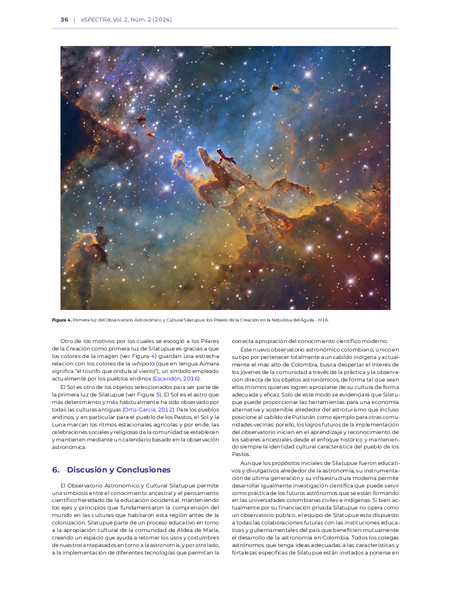 36 | eSPECTRA, Vol. 2, Núm. 2 (2024)
Figura 4. Primera luz del Observatorio Astronómico y Cultural Silatupue; los Pilares de la Creación en la Nebulosa del Águila - M16.
Otro de los motivos por los cuales se escogió a los Pilares
de la Creación como primera luz de Silatupue es gracias a que
los colores de la imagen (ver Figura 4) guardan una estrecha
relación con los colores de la whipala que en lengua Aimara
significa "el triunfo que ondula al viento"; un símbolo empleado
actualmente por los pueblos andinos (Escandón, 2016).
El Sol es otro de los objetos seleccionados para ser parte de
la primera luz de Silatupue (ver Figura 5). El Sol es el astro que
más detenimiento y más habitualmente ha sido observado por
todas las culturas antiguas (Ortiz-García, 2012). Para los pueblos
andinos, y en particular para el pueblo de los Pastos, el Sol y la
Luna marcan los ritmos estacionales agrícolas y por ende, las
celebraciones sociales y religiosas de la comunidad se establecen
y mantienen mediante un calendario basado en la observación
astronómica.
6. Discusión y Conclusiones
El Observatorio Astronómico y Cultural Silatupue permite
una simbiosis entre el conocimiento ancestral y el pensamiento
científico heredado de la educación occidental, manteniendo
los ejes y principios que fundamentaron la comprensión del
mundo en las culturas que habitaron esta región antes de la
colonización. Silatupue parte de un proceso educativo en torno
a la apropiación cultural de la comunidad de Aldea de María,
creando un espacio que ayuda a retomar los usos y costumbres
de nuestros antepasados en torno a la astronomía, y por otro lado,
a la implementación de diferentes tecnologías que permitan la
correcta apropiación del conocimiento científico moderno.
Este nuevo observatorio astronómico colombiano, único en
su tipo por pertenecer totalmente a un cabildo indígena y actual-
mente el más alto de Colombia, busca despertar el interés de
los jóvenes de la comunidad a través de la práctica y la observa-
ción directa de los objetos astronómicos, de forma tal que sean
ellos mismos quienes logren apropiarse de su cultura de forma
adecuada y eficaz. Solo de este modo se evidenciará que Silatu-
pue puede proporcionar las herramientas para una economía
alternativa y sostenible alrededor del astroturismo que incluso
posicione al cabildo de Putisnán como ejemplo para otras comu-
nidades vecinas; por ello, los logros futuros de la implementación
del observatorio inician en el aprendizaje y reconocimiento de
los saberes ancestrales desde el enfoque histórico y mantenien-
do siempre la identidad cultural característica del pueblo de los
Pastos.
Aunque los propósitos iniciales de Silatupue fueron educati-
vos y divulgativos alrededor de la astronomía, su instrumenta-
ción de última generación y su infraestructura moderna permite
desarrollar igualmente investigación científica que puede servir
como práctica de los futuros astrónomos que se están formando
en las universidades colombianas civiles e indígenas. Si bien ac-
tualmente por su financiación privada Silatupue no opera como
un observatorio público, el equipo de Silatupue esta dispuesto
a todas las colaboraciones futuras con las instituciones educa-
tivas y gubernamentales del país que beneficien mutuamente
el desarrollo de la astronomía en Colombia. Todos los colegas
astrónomos que tenga ideas adecuadas a las características y
fortalezas específicas de Silatupue están invitados a ponerse en